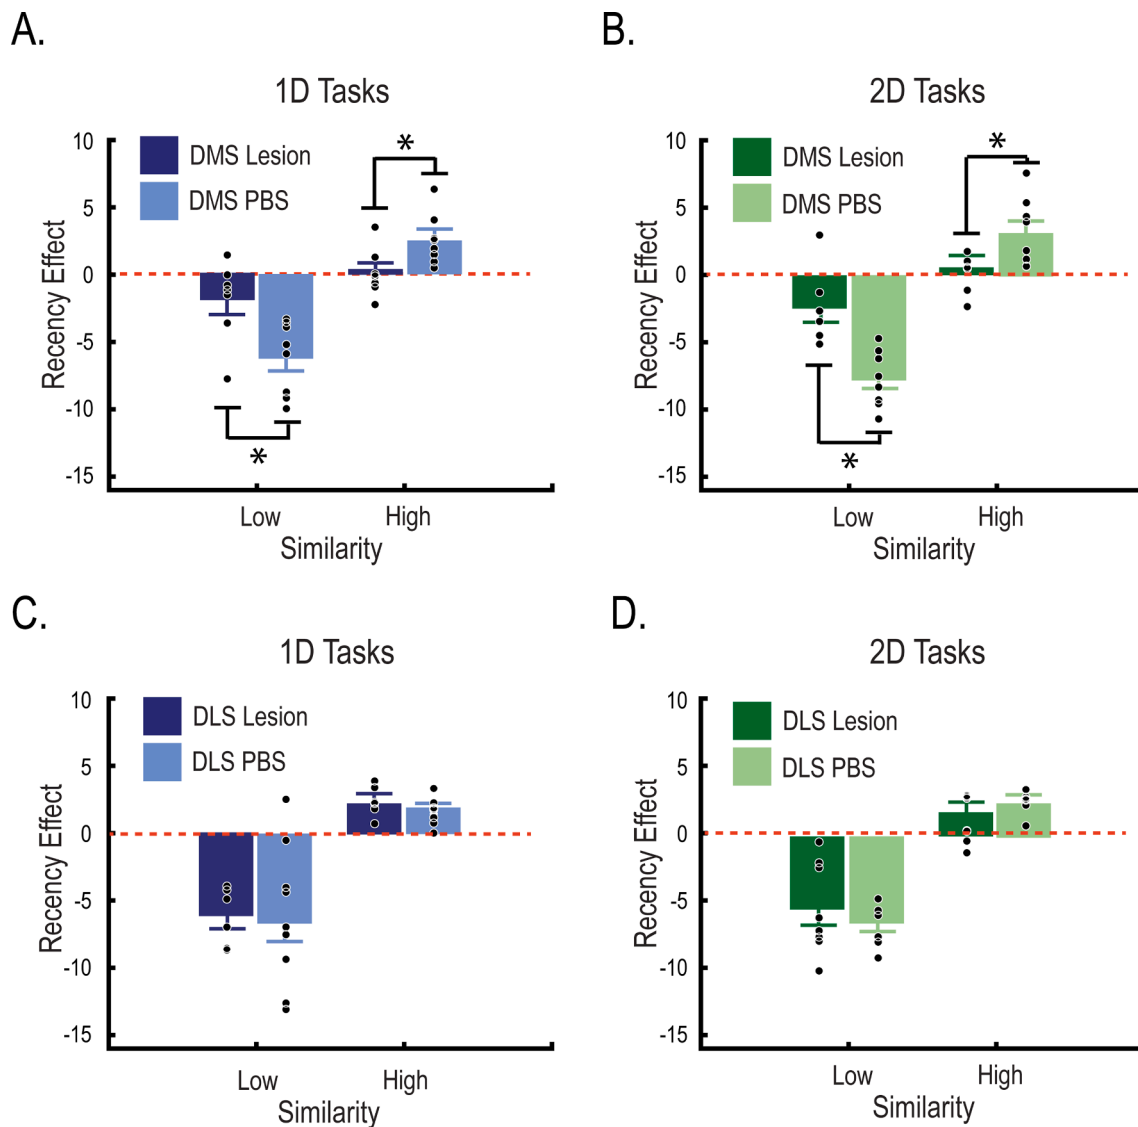 A.
1D Tasks
DMS Lesion
DMS PBS
10
5
0
-5
-10
-15
Recency Effect
*
*
Low
High
Similarity
B.
2D Tasks
DMS Lesion
DMS PBS
10
5
0
-5
-10
-15
Recency Effect
*
*
Low
High
Similarity
C.
1D Tasks
DLS Lesion
DLS PBS
10
5
0
-5
-10
-15
Recency Effect
Low
High
Similarity
D.
2D Tasks
DLS Lesion
DLS PBS
10
5
0
-5
-10
-15
Recency Effect
Low
High
Similarity